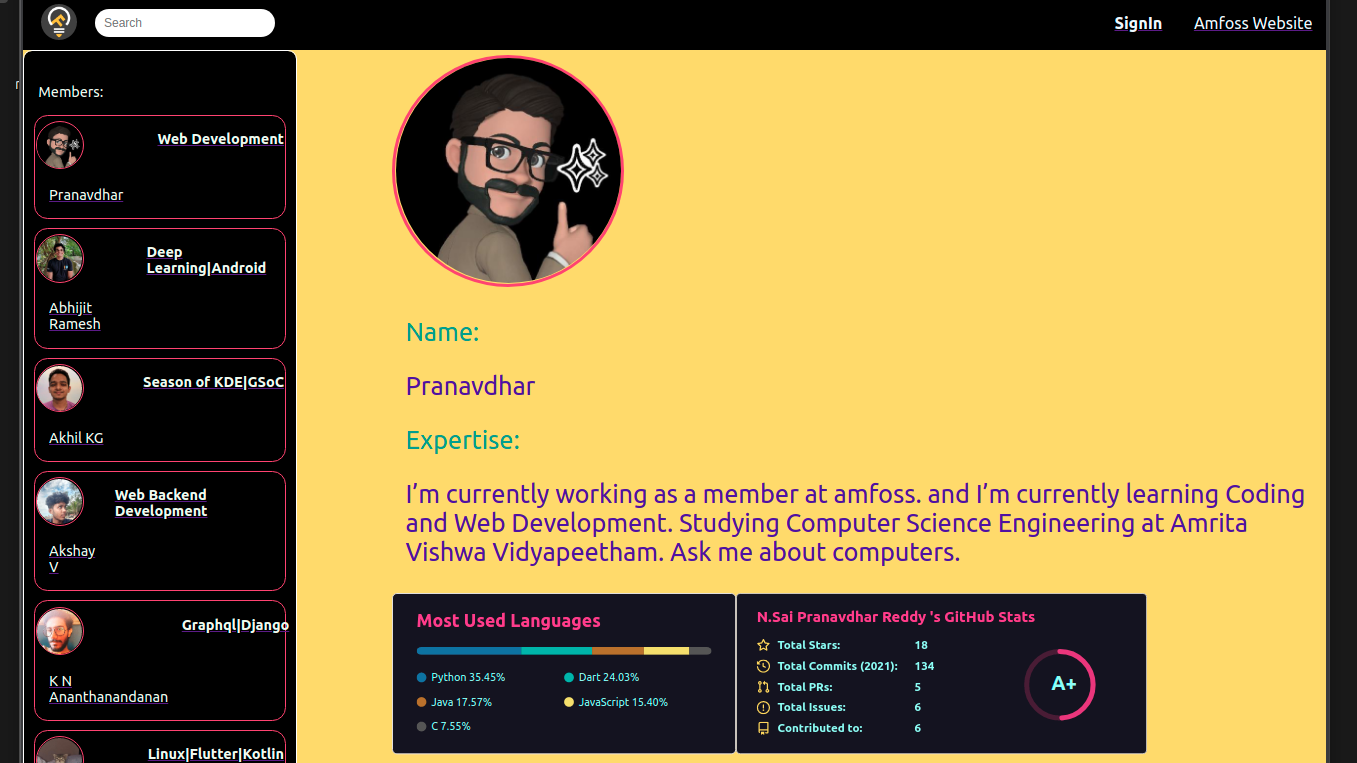 Search
SignIn
Amfoss Website
Members:
Web Development
Pranavdhar
Deep
Learning|Android
Abhijit
Ramesh
Season of KDE|GSoC
Akhil KG
Web Backend
Development
Akshay
V
Graphql|Django
K N
Ananthanandanan
Linux|Flutter|Kotlin
Name:
Pranavdhar
Expertise:
I’m currently working as a member at amfoss. and I’m currently learning Coding
and Web Development. Studying Computer Science Engineering at Amrita
Vishwa Vidyapeetham. Ask me about computers.
Most Used Languages
Python 35.45%
Dart 24.03%
Java 17.57%
JavaScript 15.40%
C 7.55%
N.Sai Pranavdhar Reddy 's GitHub Stats
Total Stars: 18
Total Commits (2021): 134
Total PRs: 5
Total Issues: 6
Contributed to: 6
A+